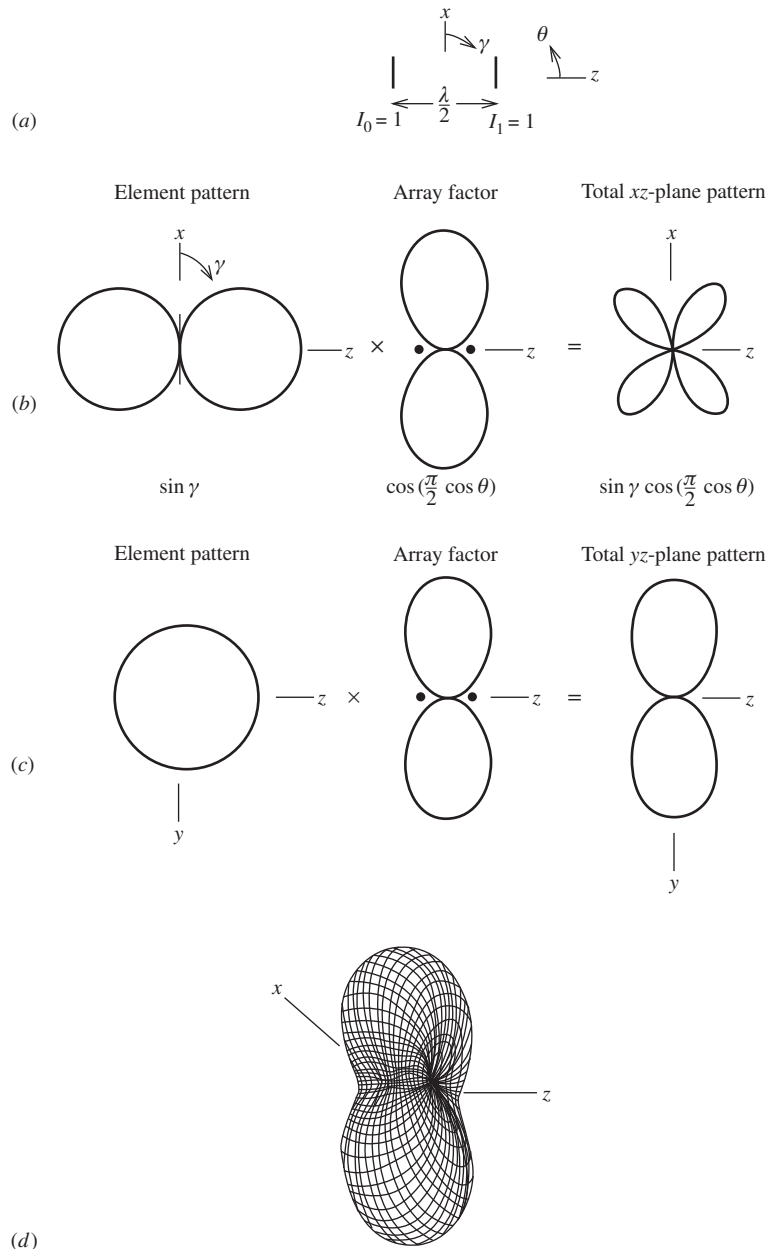 x
γ
θ
z
λ/2
I₀ = 1
I₁ = 1
(a)
Element pattern
Array factor
Total xz-plane pattern
x
γ
x
z
×
z
=
z
(b)
sin γ
cos (π/2 cos θ)
sin γ cos (π/2 cos θ)
Element pattern
Array factor
Total yz-plane pattern
z
×
z
=
z
(c)
y
y
x
z
(d)